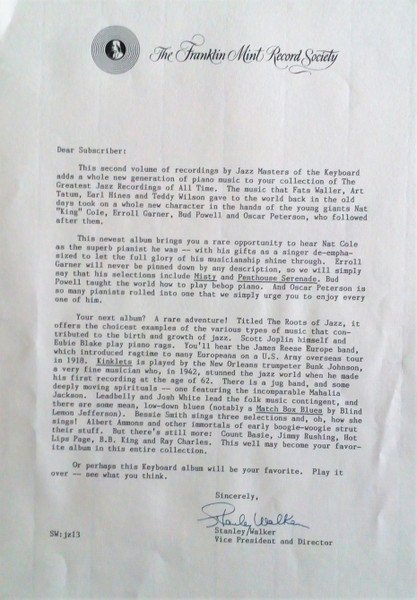 The Franklin Mint Record Society
Dear Subscriber:
This second volume of recordings by Jazz Masters of the Keyboard
adds a whole new generation of piano music to your collection of The
Greatest Jazz Recordings of All Time. The music that Fats Waller, Art
Tatum, Earl Hines and Teddy Wilson gave to the world back in the old
days took on a whole new character in the hands of the young giants Nat
"King" Cole, Erroll Garner, Bud Powell and Oscar Peterson, who followed
after them.
This newest album brings you a rare opportunity to hear Nat Cole
as the superb pianist he was -- with his gifts as a singer de-empha-
sized to let the full glory of his musicianship shine through. Erroll
Garner will never be pinned down by any description, so we will simply
say that his selections include Misty and Penthouse Serenade. Bud
Powell taught the world how to play bebop piano. And Oscar Peterson is
so many pianists rolled into one that we simply urge you to enjoy every
one of him.
Your next album? A rare adventure! Titled The Roots of Jazz, it
offers the choicest examples of the various types of music that con-
tributed to the birth and growth of jazz. Scott Joplin himself and
Eubie Blake play piano rags. You'll hear the James Reese Europe band,
which introduced ragtime to many Europeans on a U.S. Army overseas tour
in 1918. Kinklets is played by the New Orleans trumpeter Bunk Johnson,
a very fine musician who, in 1942, stunned the jazz world when he made
his first recording at the age of 62. There is a jug band, and some
deeply moving spirituals -- one featuring the incomparable Mahalia
Jackson. Leadbelly and Josh White lead the folk music contingent, and
there are some mean, low-down blues (notably a Match Box Blues by Blind
Lemon Jefferson). Bessie Smith sings three selections and, oh, how she
sings! Albert Ammons and other immortals of early boogie-woogie strut
their stuff. But there's still more: Count Basie, Jimmy Rushing, Hot
Lips Page, B.B. King and Ray Charles. This well may become your favor-
ite album in this entire collection.
Or perhaps this Keyboard album will be your favorite. Play it
over -- see what you think.
Sincerely,
Stanley Walker
Stanley Walker
Vice President and Director
SW:jz13